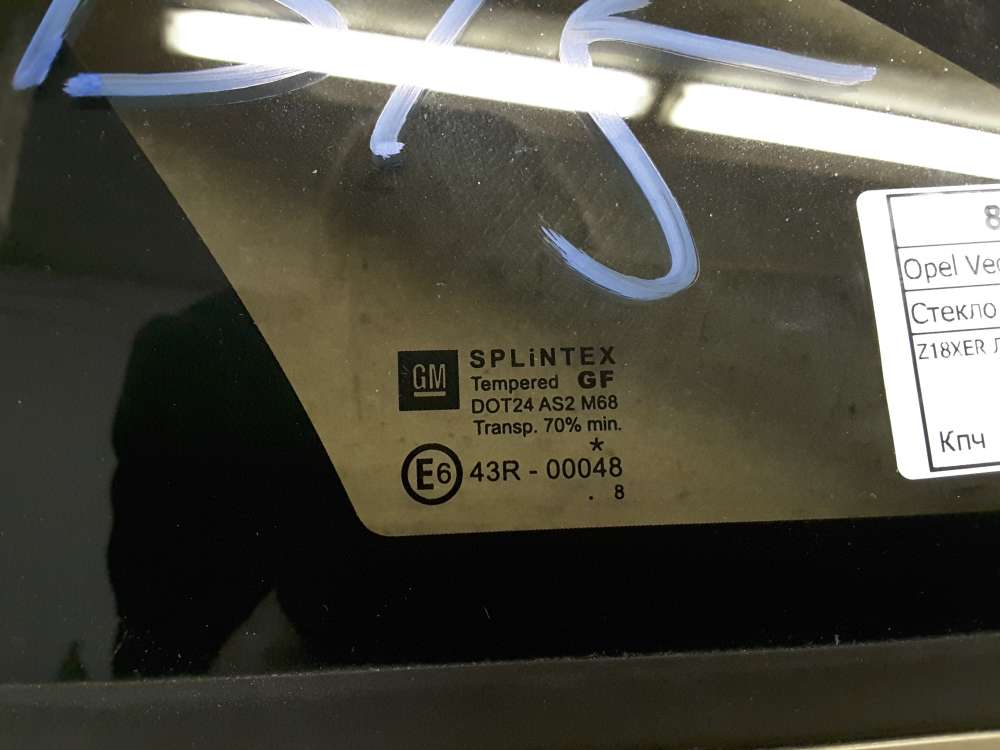 GM
SPLiNTEX
Tempered GF
DOT24 AS2 M68
Transp. 70% min.
*
E6 43R - 00048
. 8
8
Opel
Стекло
Z18XER
Кпч